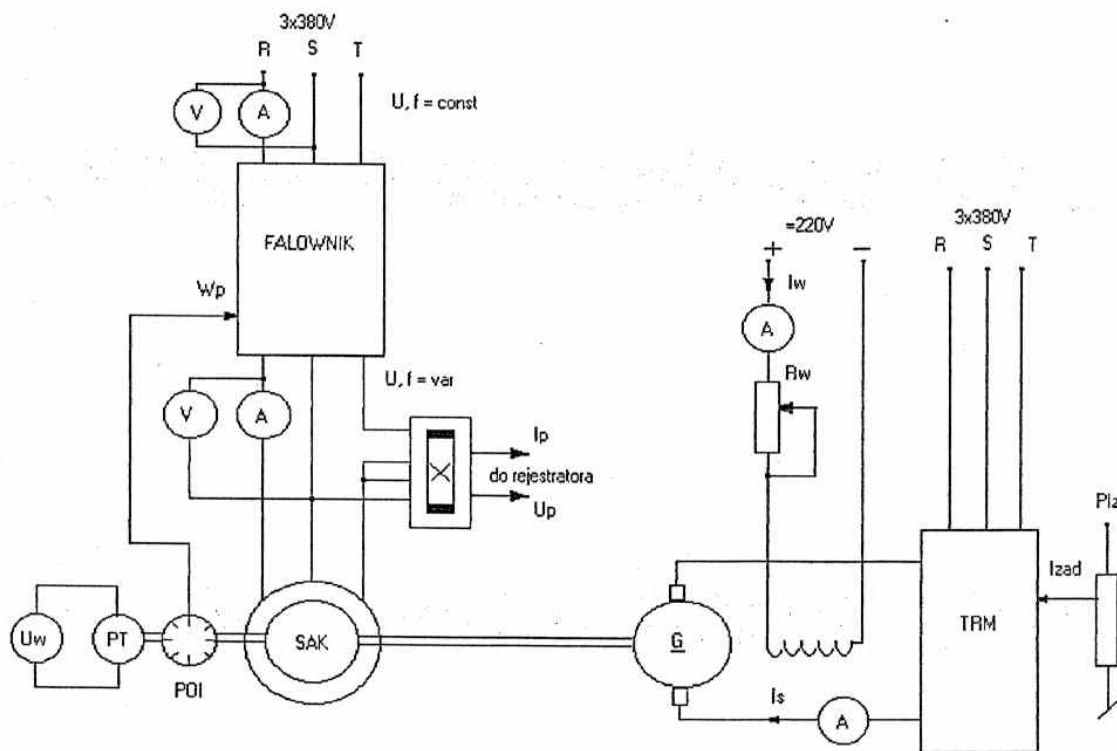 3x380V
R S T
V A
U, f = const
FALOWNIK
Wp
U, f = var
V A
Ip
do rejestratora
Up
Uw PT
POI
SAK
G
=220V
+ −
Iw
A
Rw
Is
A
3x380V
R S T
TRM
Izad